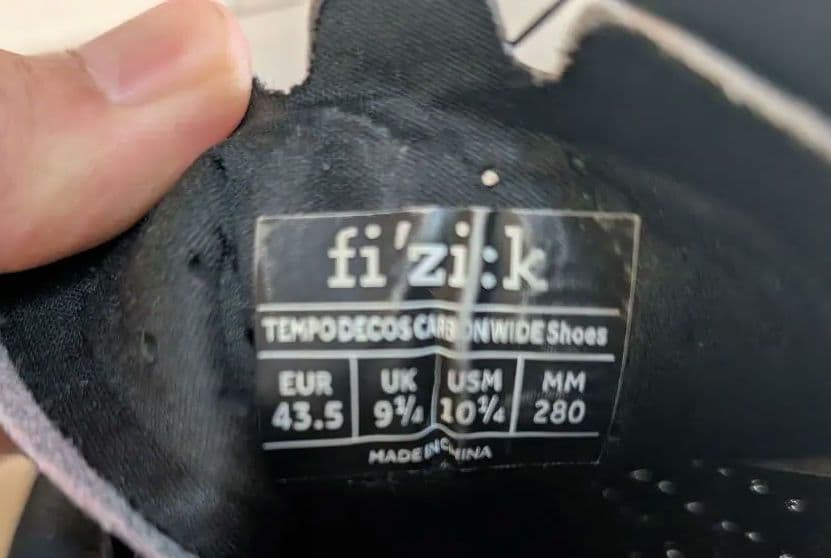 fi'zi:k
TEMPO DECOS CARBON WIDE Shoes
EUR UK USM MM
43.5 9¾ 10¼ 280
MADE IN CHINA